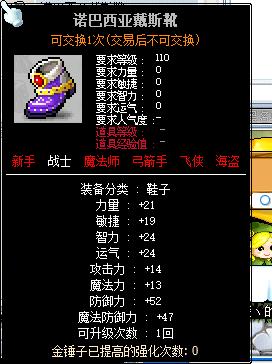 诺巴西亚戴斯靴
可交换1次(交易后不可交换)
要求等级： 110
要求力量： 0
要求敏捷： 0
要求智力： 0
要求运气： 0
要求人气度： -
道具等级： -
道具经验值： -
新手 战士 魔法师 弓箭手 飞侠 海盗
装备分类 : 鞋子
力量 : +21
敏捷 : +19
智力 : +24
运气 : +24
攻击力 : +14
魔法力 : +13
防御力 : +52
魔法防御力 : +47
可升级次数 : 1回
金锤子已提高的强化次数: 0